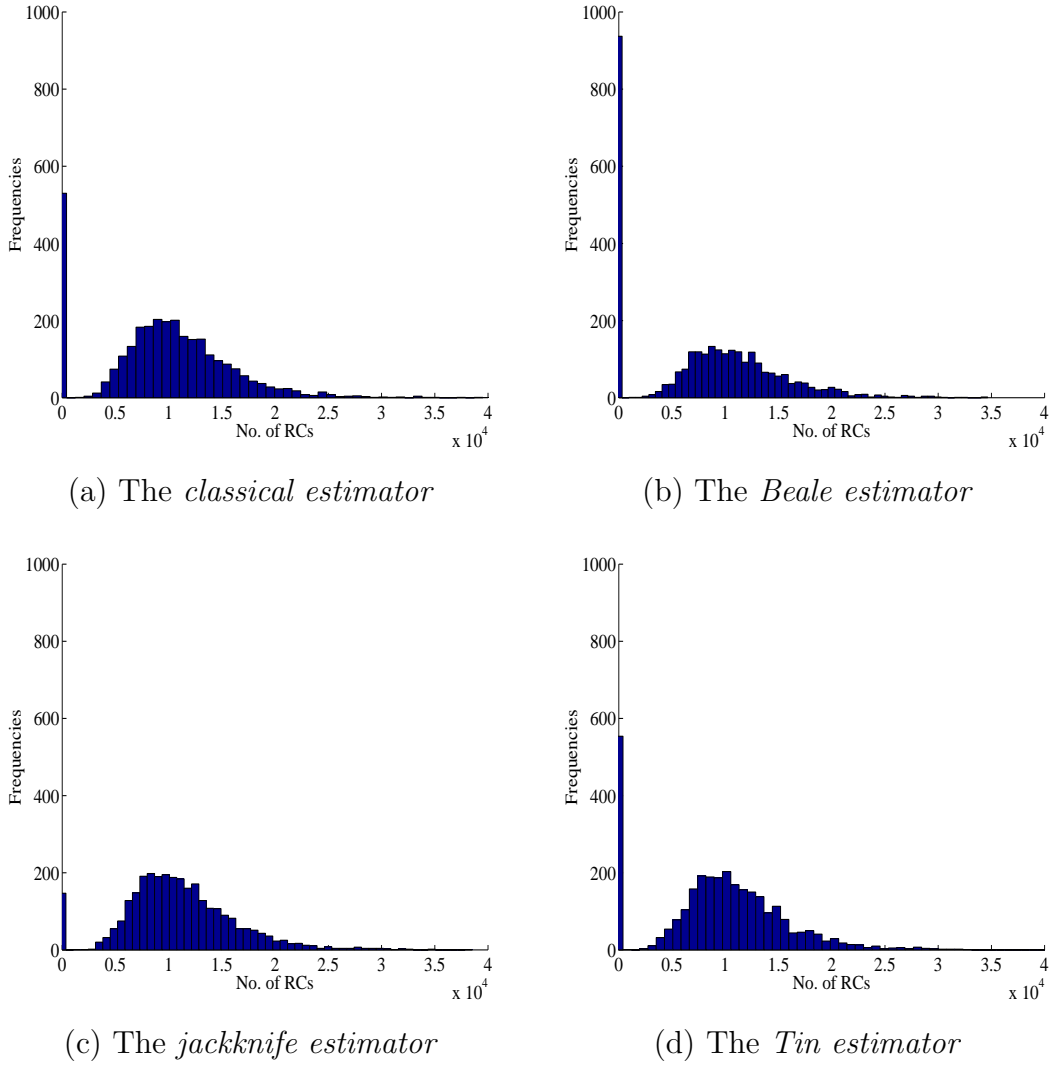 1000
800
600
400
200
0
Frequencies
0 0.5 1 1.5 2 2.5 3 3.5 4
No. of RCs
x 10^4
(a) The classical estimator
1000
800
600
400
200
0
Frequencies
0 0.5 1 1.5 2 2.5 3 3.5 4
No. of RCs
x 10^4
(b) The Beale estimator
1000
800
600
400
200
0
Frequencies
0 0.5 1 1.5 2 2.5 3 3.5 4
No. of RCs
x 10^4
(c) The jackknife estimator
1000
800
600
400
200
0
Frequencies
0 0.5 1 1.5 2 2.5 3 3.5 4
No. of RCs
x 10^4
(d) The Tin estimator